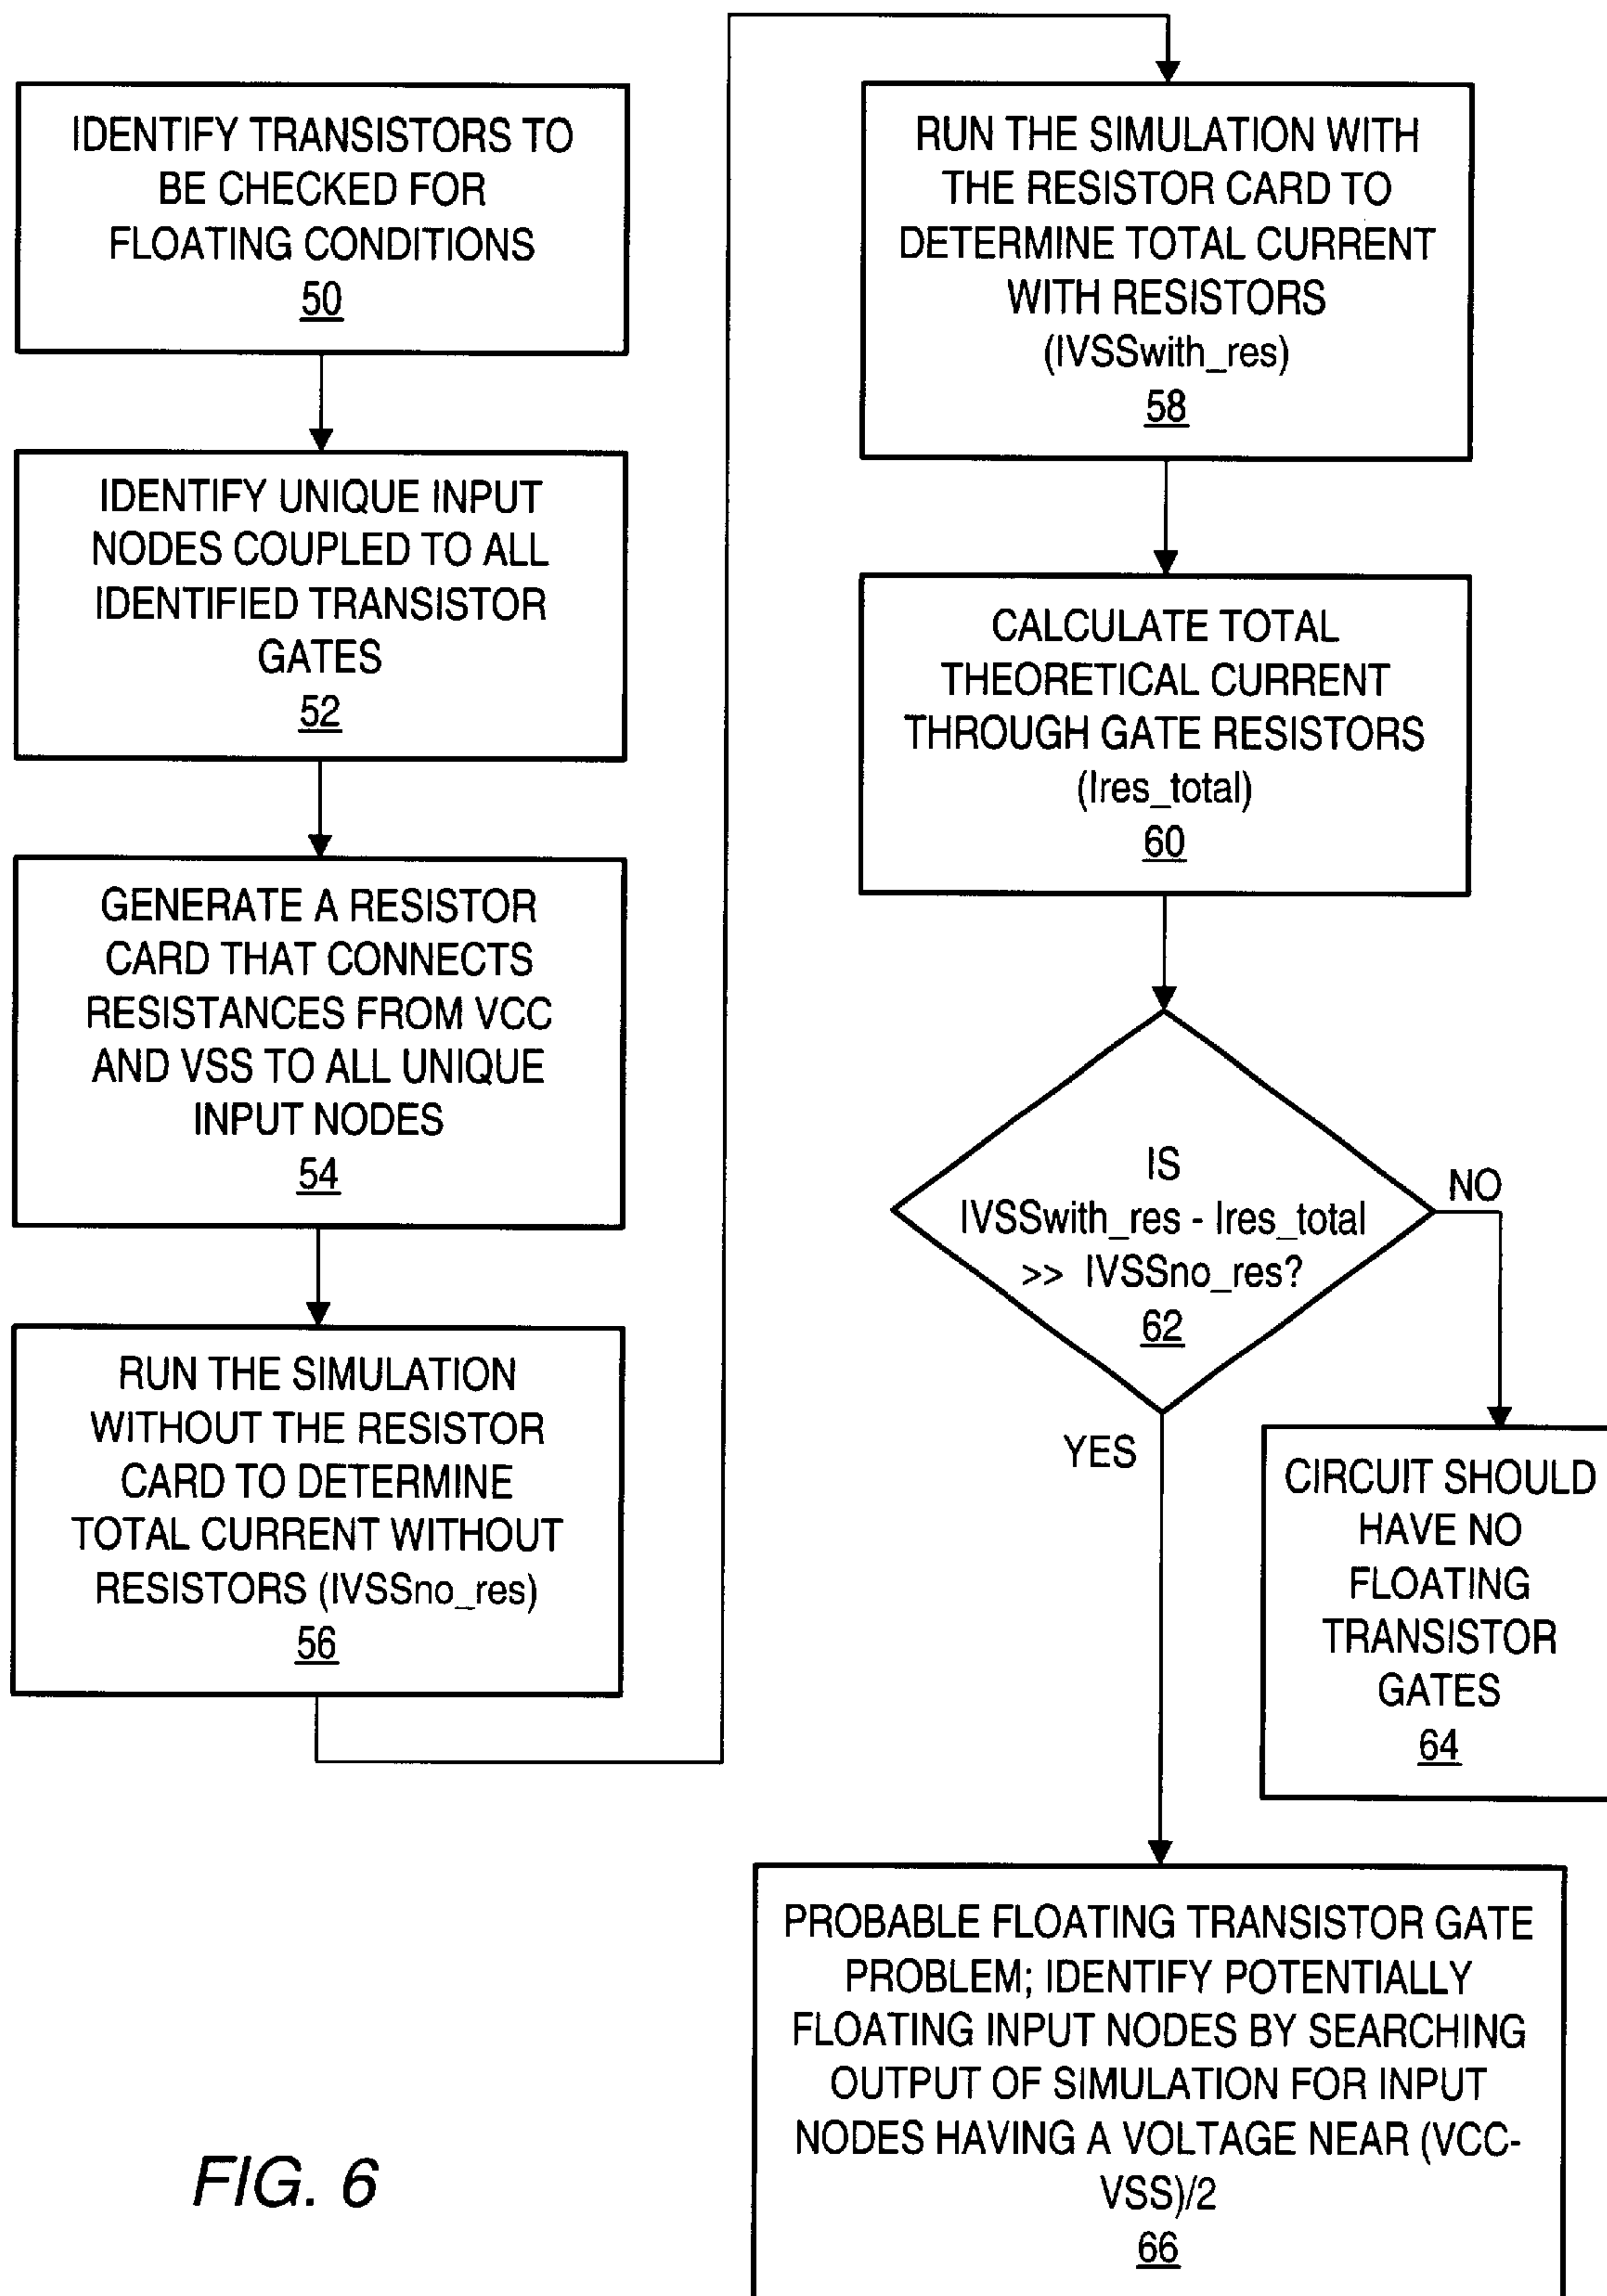 IDENTIFY TRANSISTORS TO
BE CHECKED FOR
FLOATING CONDITIONS
50
IDENTIFY UNIQUE INPUT
NODES COUPLED TO ALL
IDENTIFIED TRANSISTOR
GATES
52
GENERATE A RESISTOR
CARD THAT CONNECTS
RESISTANCES FROM VCC
AND VSS TO ALL UNIQUE
INPUT NODES
54
RUN THE SIMULATION
WITHOUT THE RESISTOR
CARD TO DETERMINE
TOTAL CURRENT WITHOUT
RESISTORS (IVSSno_res)
56
RUN THE SIMULATION WITH
THE RESISTOR CARD TO
DETERMINE TOTAL CURRENT
WITH RESISTORS
(IVSSwith_res)
58
CALCULATE TOTAL
THEORETICAL CURRENT
THROUGH GATE RESISTORS
(Ires_total)
60
IS
IVSSwith_res - Ires_total
>> IVSSno_res?
62
NO
YES
CIRCUIT SHOULD
HAVE NO
FLOATING
TRANSISTOR
GATES
64
PROBABLE FLOATING TRANSISTOR GATE
PROBLEM; IDENTIFY POTENTIALLY
FLOATING INPUT NODES BY SEARCHING
OUTPUT OF SIMULATION FOR INPUT
NODES HAVING A VOLTAGE NEAR (VCC-
VSS)/2
66
FIG. 6